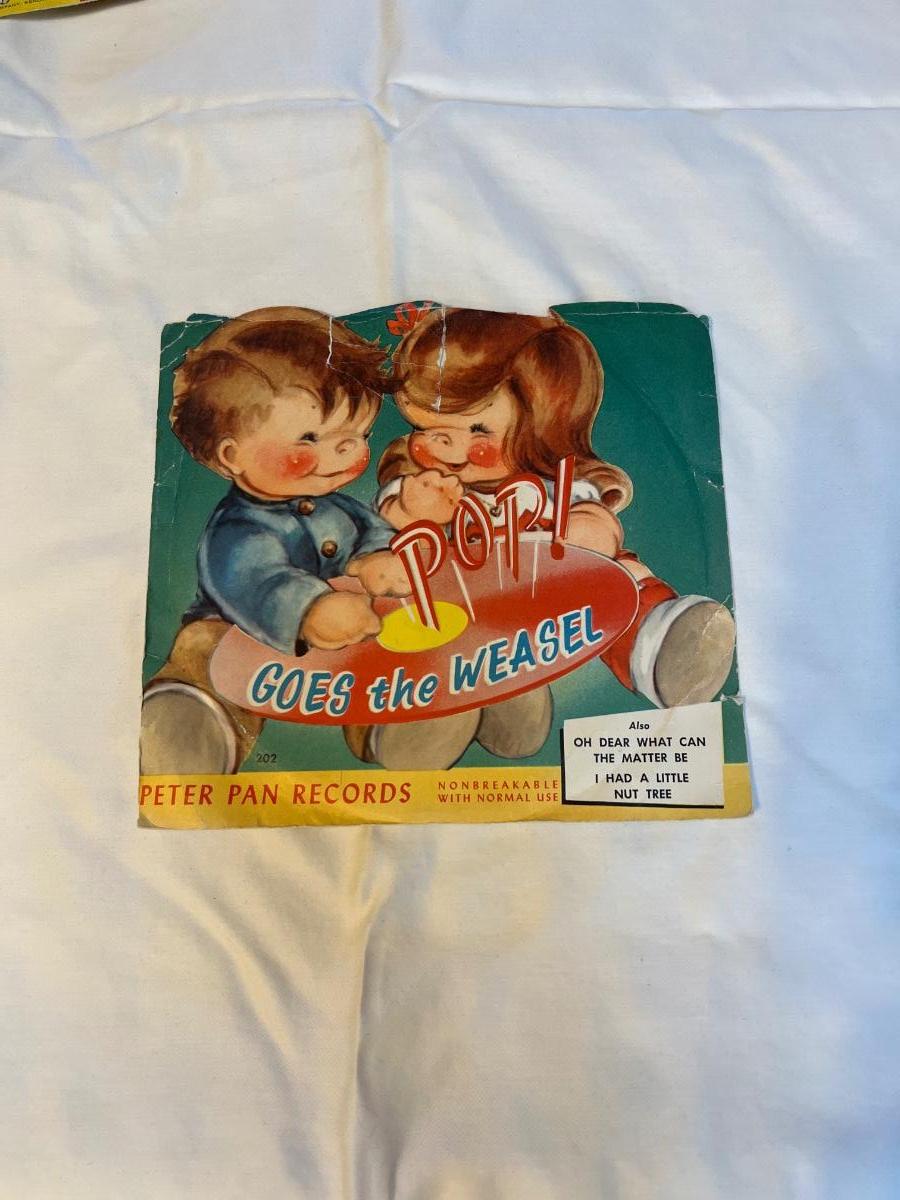 POP!
GOES the WEASEL
202
PETER PAN RECORDS
NONBREAKABLE
WITH NORMAL USE
Also
OH DEAR WHAT CAN
THE MATTER BE
I HAD A LITTLE
NUT TREE